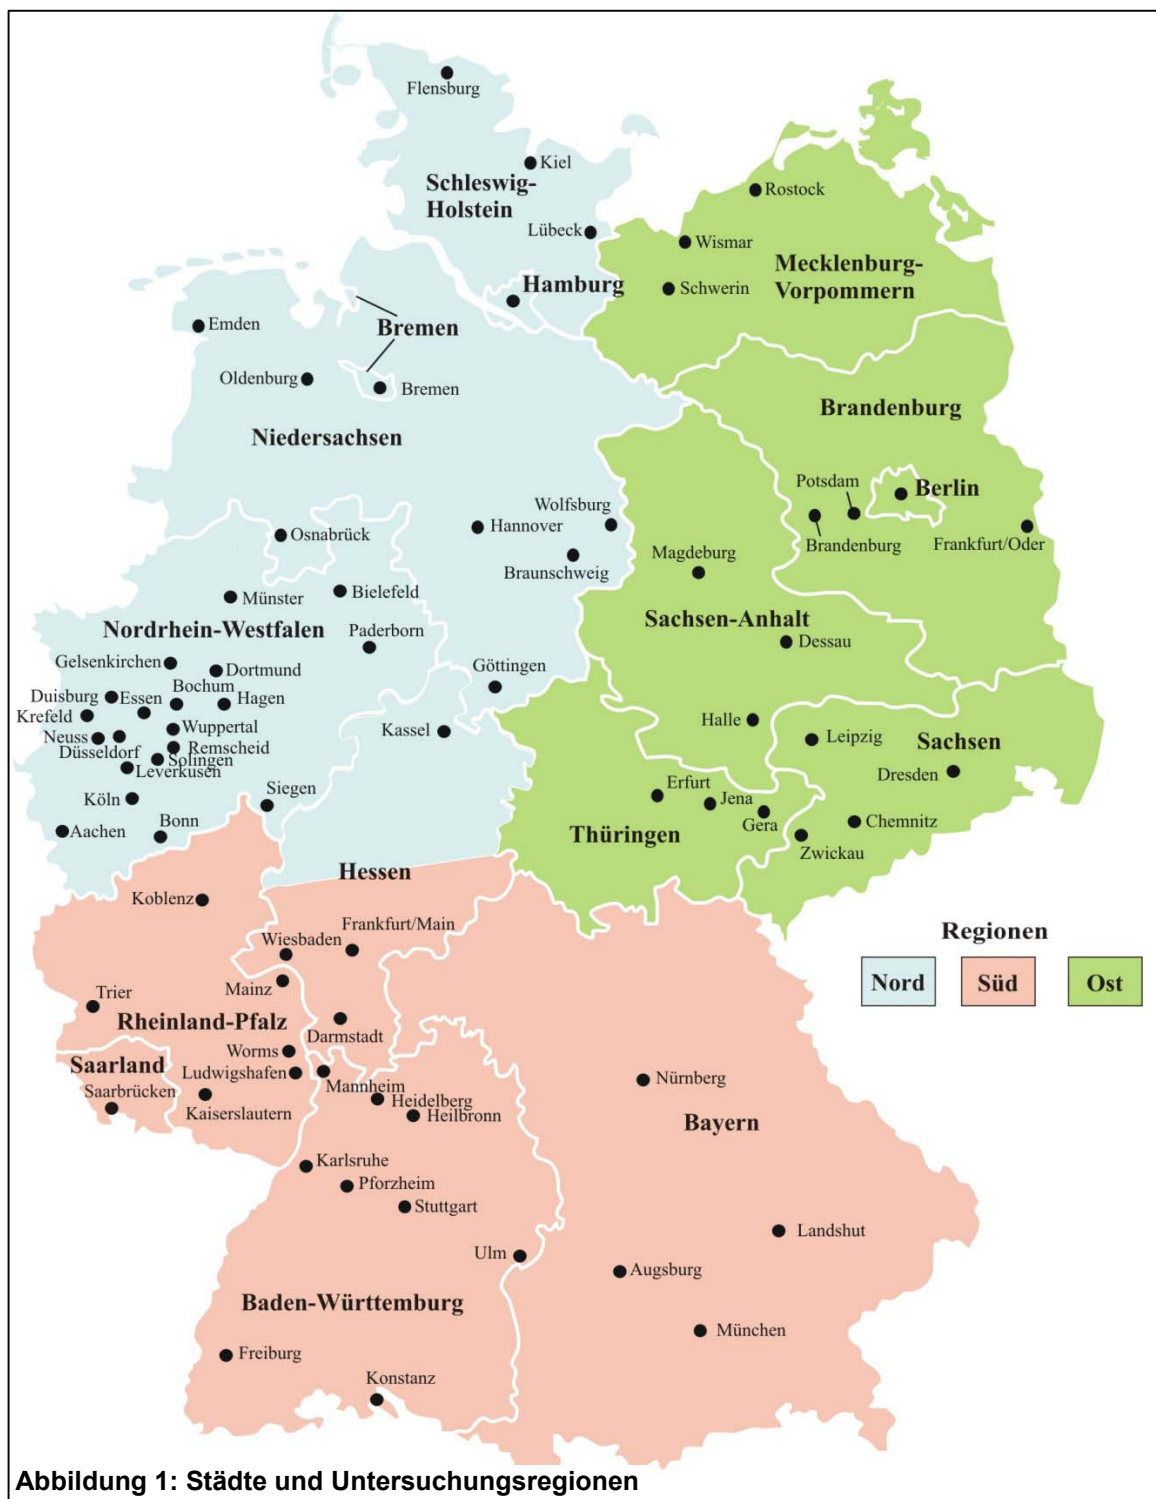 Flensburg
Kiel
Schleswig-
Holstein
Rostock
Lübeck
Wismar
Mecklenburg-
Vorpommern
Hamburg
Schwerin
Emden
Bremen
Oldenburg
Bremen
Brandenburg
Niedersachsen
Potsdam
Berlin
Wolfsburg
Hannover
Osnabrück
Brandenburg
Frankfurt/Oder
Magdeburg
Braunschweig
Bielefeld
Münster
Nordrhein-Westfalen
Sachsen-Anhalt
Paderborn
Dessau
Gelsenkirchen
Dortmund
Göttingen
Duisburg
Essen
Bochum
Hagen
Krefeld
Halle
Wuppertal
Kassel
Neuss
Düsseldorf
Remscheid
Leipzig
Sachsen
Solingen
Leverkusen
Dresden
Siegen
Erfurt
Köln
Jena
Aachen
Bonn
Gera
Chemnitz
Thüringen
Zwickau
Hessen
Koblenz
Frankfurt/Main
Regionen
Wiesbaden
Nord
Süd
Ost
Mainz
Trier
Rheinland-Pfalz
Darmstadt
Worms
Saarland
Ludwigshafen
Mannheim
Saarbrücken
Kaiserslautern
Heidelberg
Heilbronn
Nürnberg
Bayern
Karlsruhe
Pforzheim
Stuttgart
Landshut
Ulm
Augsburg
Baden-Württemburg
München
Freiburg
Konstanz
Abbildung 1: Städte und Untersuchungsregionen